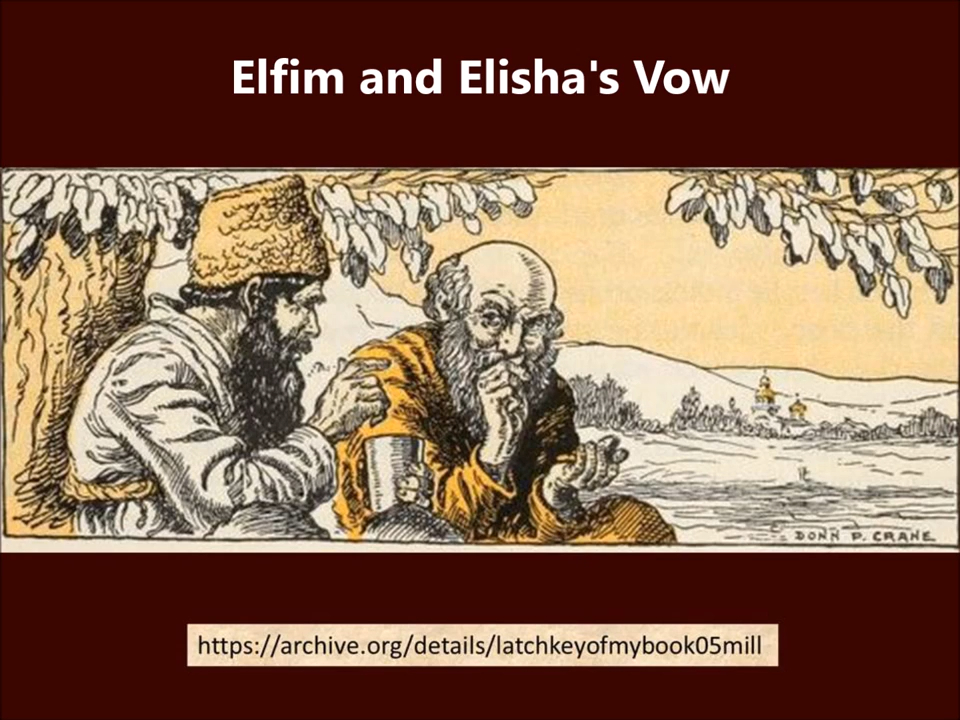 Elfim and Elisha's Vow
DONN P. CRANE
https://archive.org/details/latchkeyofmybook05mill